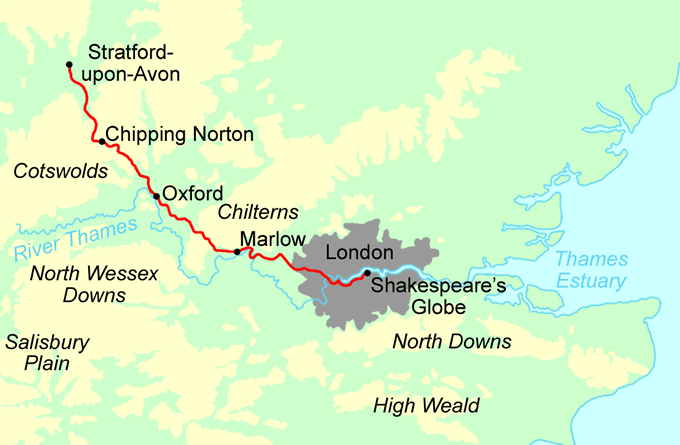 Stratford-
upon-Avon
Chipping Norton
Cotswolds
Oxford
Chilterns
River Thames
Marlow
London
Thames
Estuary
North Wessex
Downs
Shakespeare's
Globe
Salisbury
Plain
North Downs
High Weald